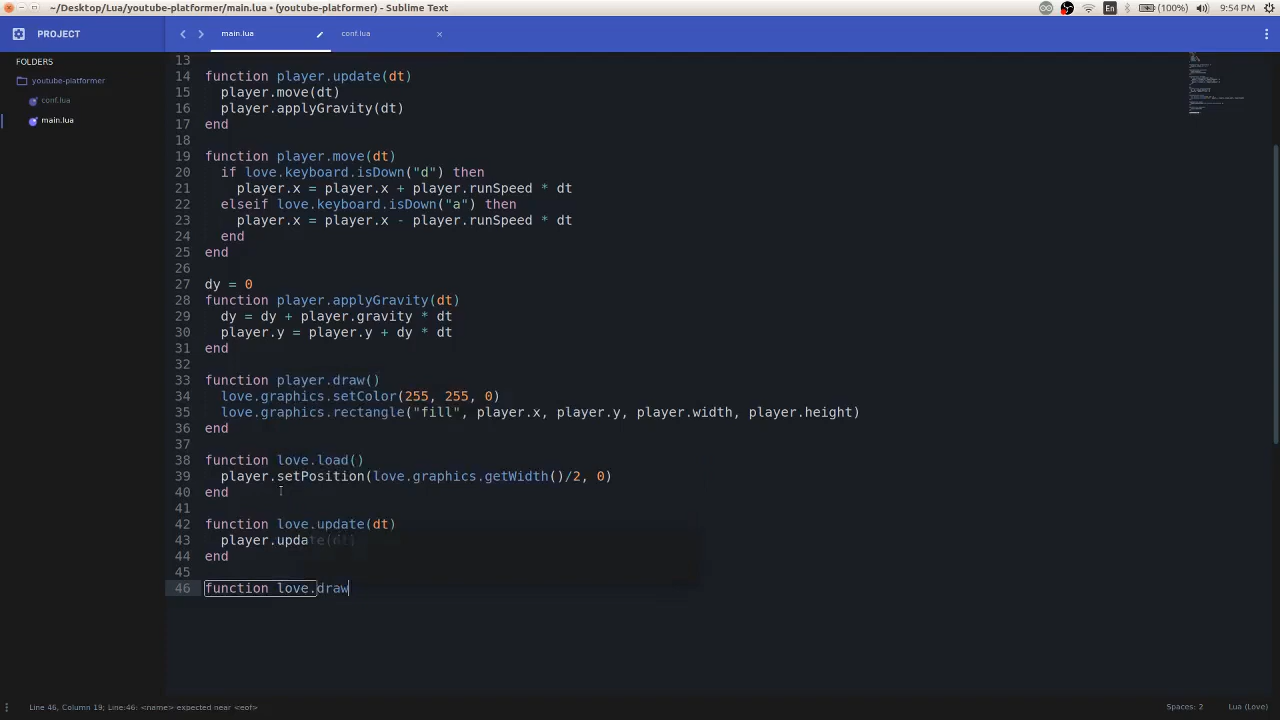 ~/Desktop/Lua/youtube-platformer/main.lua • (youtube-platformer) - Sublime Text
En (100%) 9:54 PM
PROJECT
main.lua
conf.lua
FOLDERS
youtube-platformer
conf.lua
main.lua
13
14 function player.update(dt)
15 player.move(dt)
16 player.applyGravity(dt)
17 end
18
19 function player.move(dt)
20 if love.keyboard.isDown("d") then
21 player.x = player.x + player.runSpeed * dt
22 elseif love.keyboard.isDown("a") then
23 player.x = player.x - player.runSpeed * dt
24 end
25 end
26
27 dy = 0
28 function player.applyGravity(dt)
29 dy = dy + player.gravity * dt
30 player.y = player.y + dy * dt
31 end
32
33 function player.draw()
34 love.graphics.setColor(255, 255, 0)
35 love.graphics.rectangle("fill", player.x, player.y, player.width, player.height)
36 end
37
38 function love.load()
39 player.setPosition(love.graphics.getWidth()/2, 0)
40 end
41
42 function love.update(dt)
43 player.update(dt)
44 end
45
46 function love.draw
Line 46, Column 19; Line:46: <name> expected near <eof>
Spaces: 2 Lua (Love)